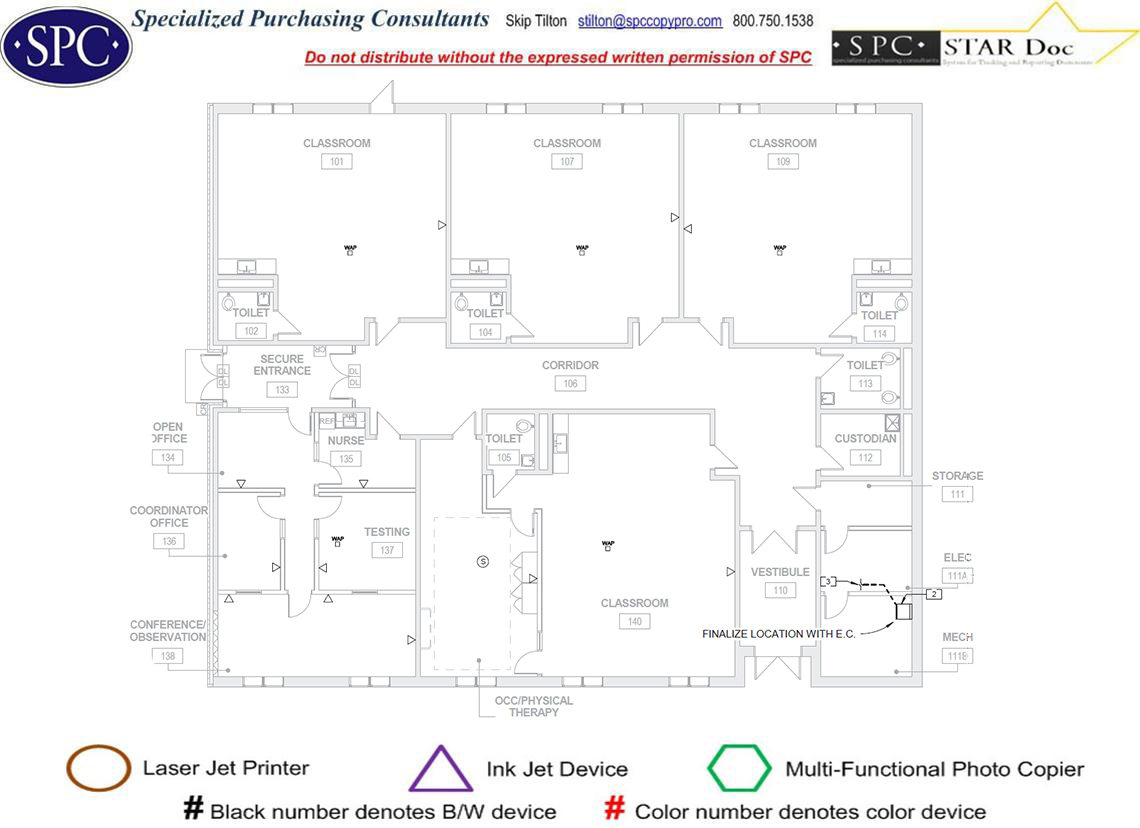 SPC
Specialized Purchasing Consultants Skip Tilton stilton@spccopypro.com 800.750.1538
Do not distribute without the expressed written permission of SPC
SPC STAR Doc
specialized purchasing consultants System for Tracking and Reporting Documents
CLASSROOM
101
CLASSROOM
107
CLASSROOM
109
WAP
WAP
WAP
TOILET
102
TOILET
104
TOILET
114
SECURE
ENTRANCE
133
CR
DL
DL
DL
DL
CR
CORRIDOR
106
TOILET
113
OPEN
OFFICE
134
REF
NURSE
135
TOILET
105
CUSTODIAN
112
STORAGE
111
COORDINATOR
OFFICE
136
WAP
TESTING
137
S
WAP
CLASSROOM
140
VESTIBULE
110
3
2
ELEC
111A
FINALIZE LOCATION WITH E.C.
CONFERENCE/
OBSERVATION
138
MECH
111B
OCC/PHYSICAL
THERAPY
Laser Jet Printer
Ink Jet Device
Multi-Functional Photo Copier
# Black number denotes B/W device
# Color number denotes color device